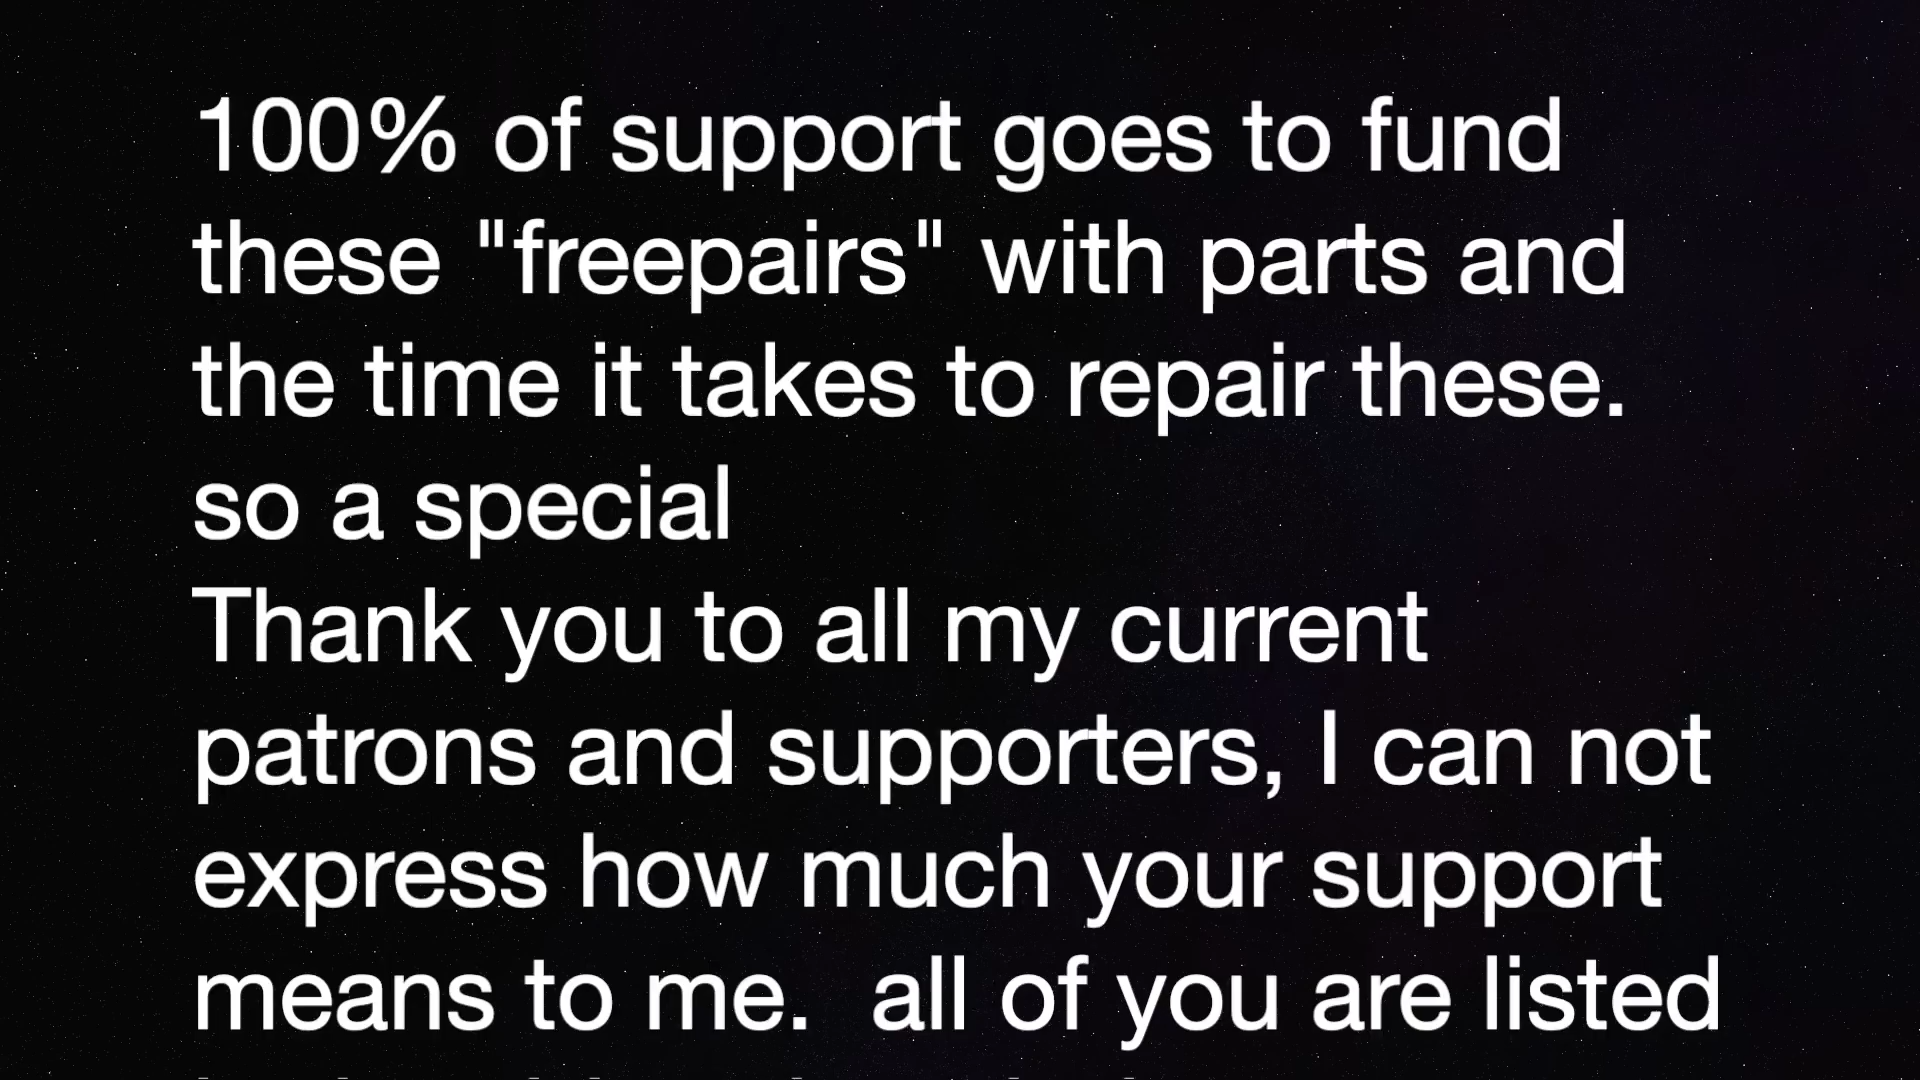 100% of support goes to fund
these "freepairs" with parts and
the time it takes to repair these.
so a special
Thank you to all my current
patrons and supporters, I can not
express how much your support
means to me.  all of you are listed